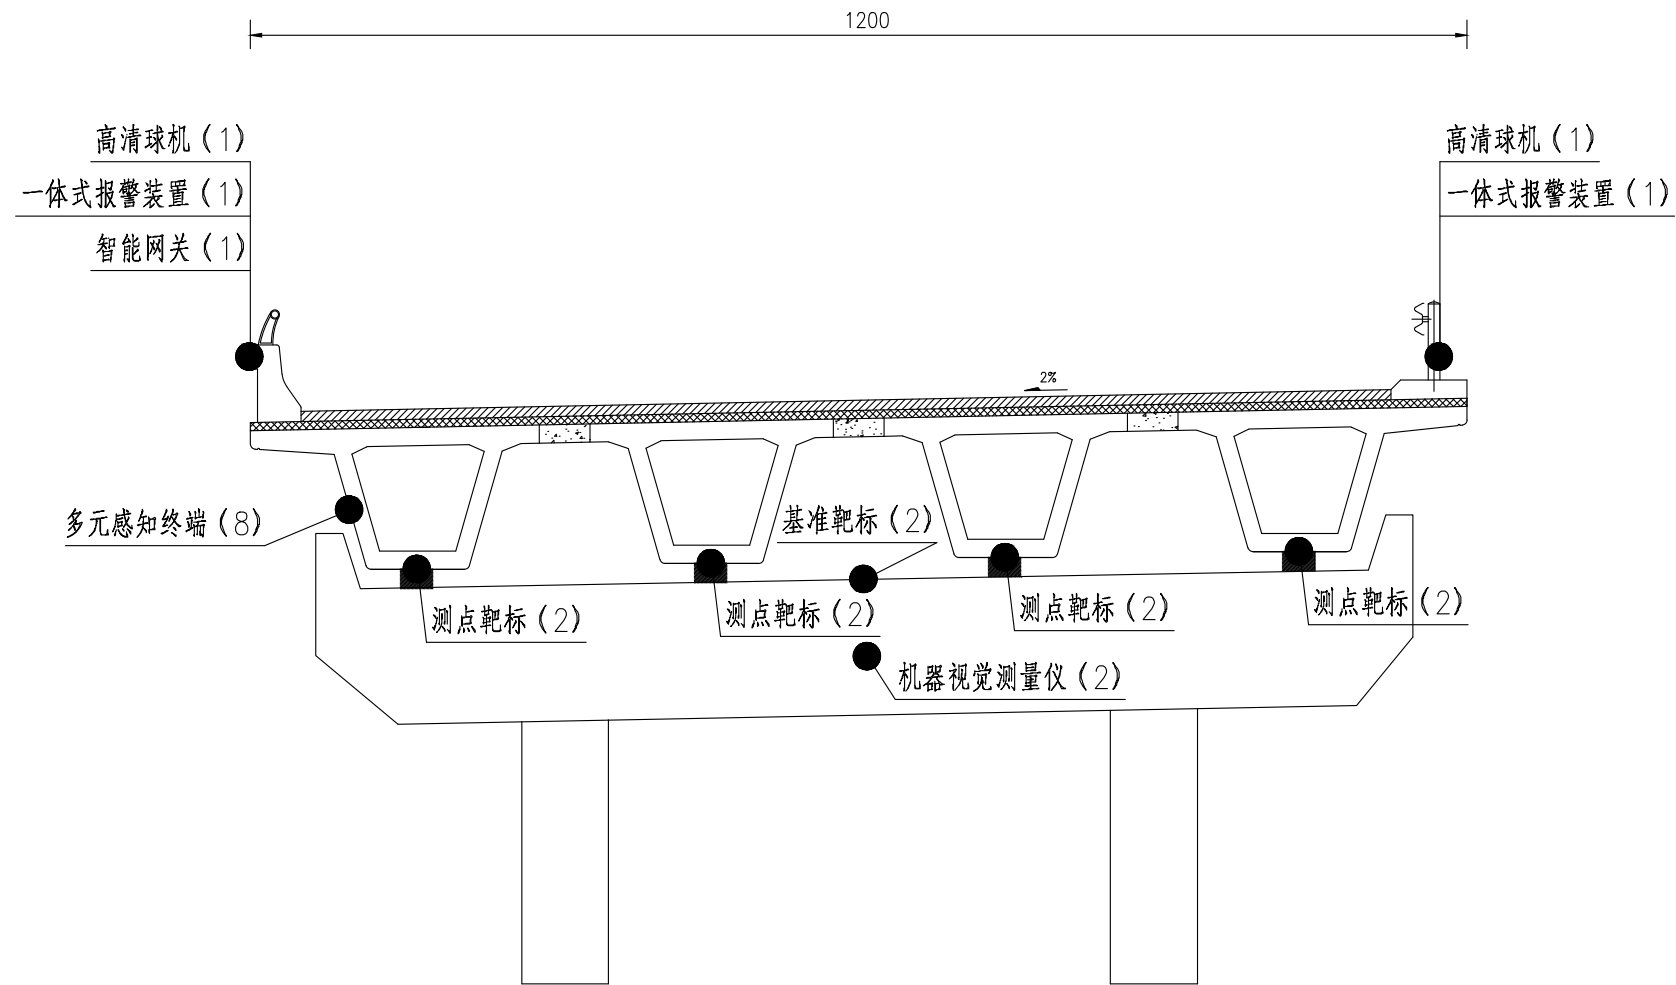 1200
高清球机(1)
一体式报警装置(1)
智能网关(1)
高清球机(1)
一体式报警装置(1)
2%
多元感知终端(8)
基准靶标(2)
测点靶标(2)
测点靶标(2)
测点靶标(2)
测点靶标(2)
机器视觉测量仪(2)